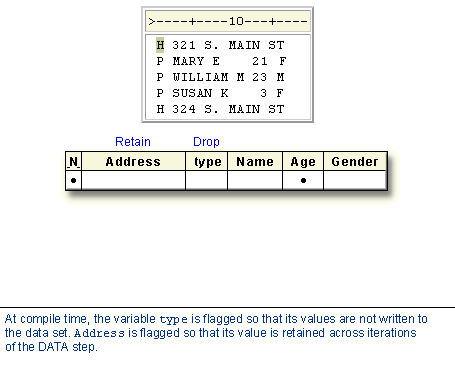 >----+----10---+----
H 321 S. MAIN ST
P MARY E    21 F
P WILLIAM M 23 M
P SUSAN K    3 F
H 324 S. MAIN ST
Retain Drop
_N_ Address type Name Age Gender
• •
At compile time, the variable type is flagged so that its values are not written to
the data set. Address is flagged so that its value is retained across iterations
of the DATA step.